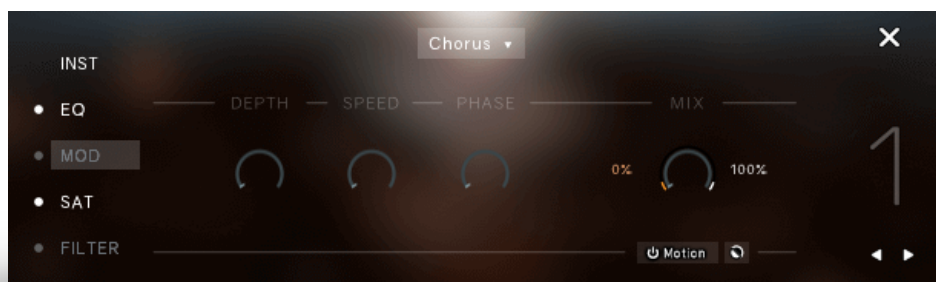 Chorus
INST
EQ
DEPTH SPEED PHASE MIX
MOD
0% 100%
1
SAT
FILTER
Motion